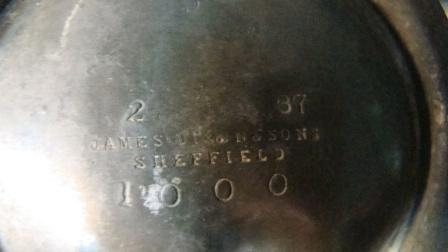 2 87
JAMES & SONS
SHEFFIELD
1000